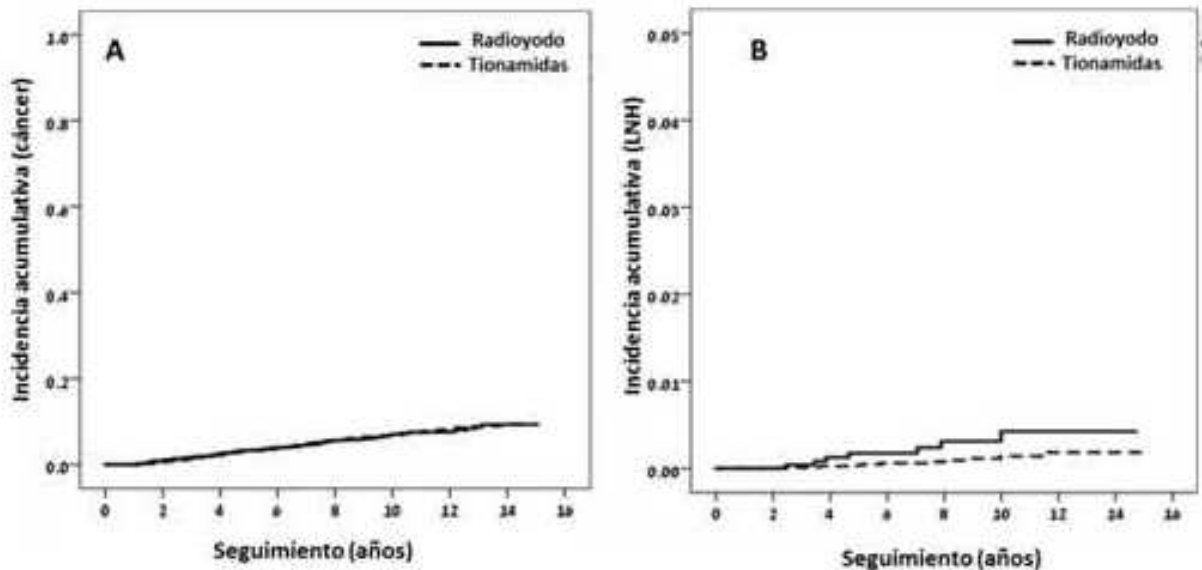 A
Radioyodo
Tionamidas
Incidencia acumulativa (cáncer)
1.0
0.8
0.6
0.4
0.2
0.0
0 2 4 6 8 10 12 14 16
Seguimiento (años)
B
Radioyodo
Tionamidas
Incidencia acumulativa (LNH)
0.05
0.04
0.03
0.02
0.01
0.00
0 2 4 6 8 10 12 14 16
Seguimiento (años)